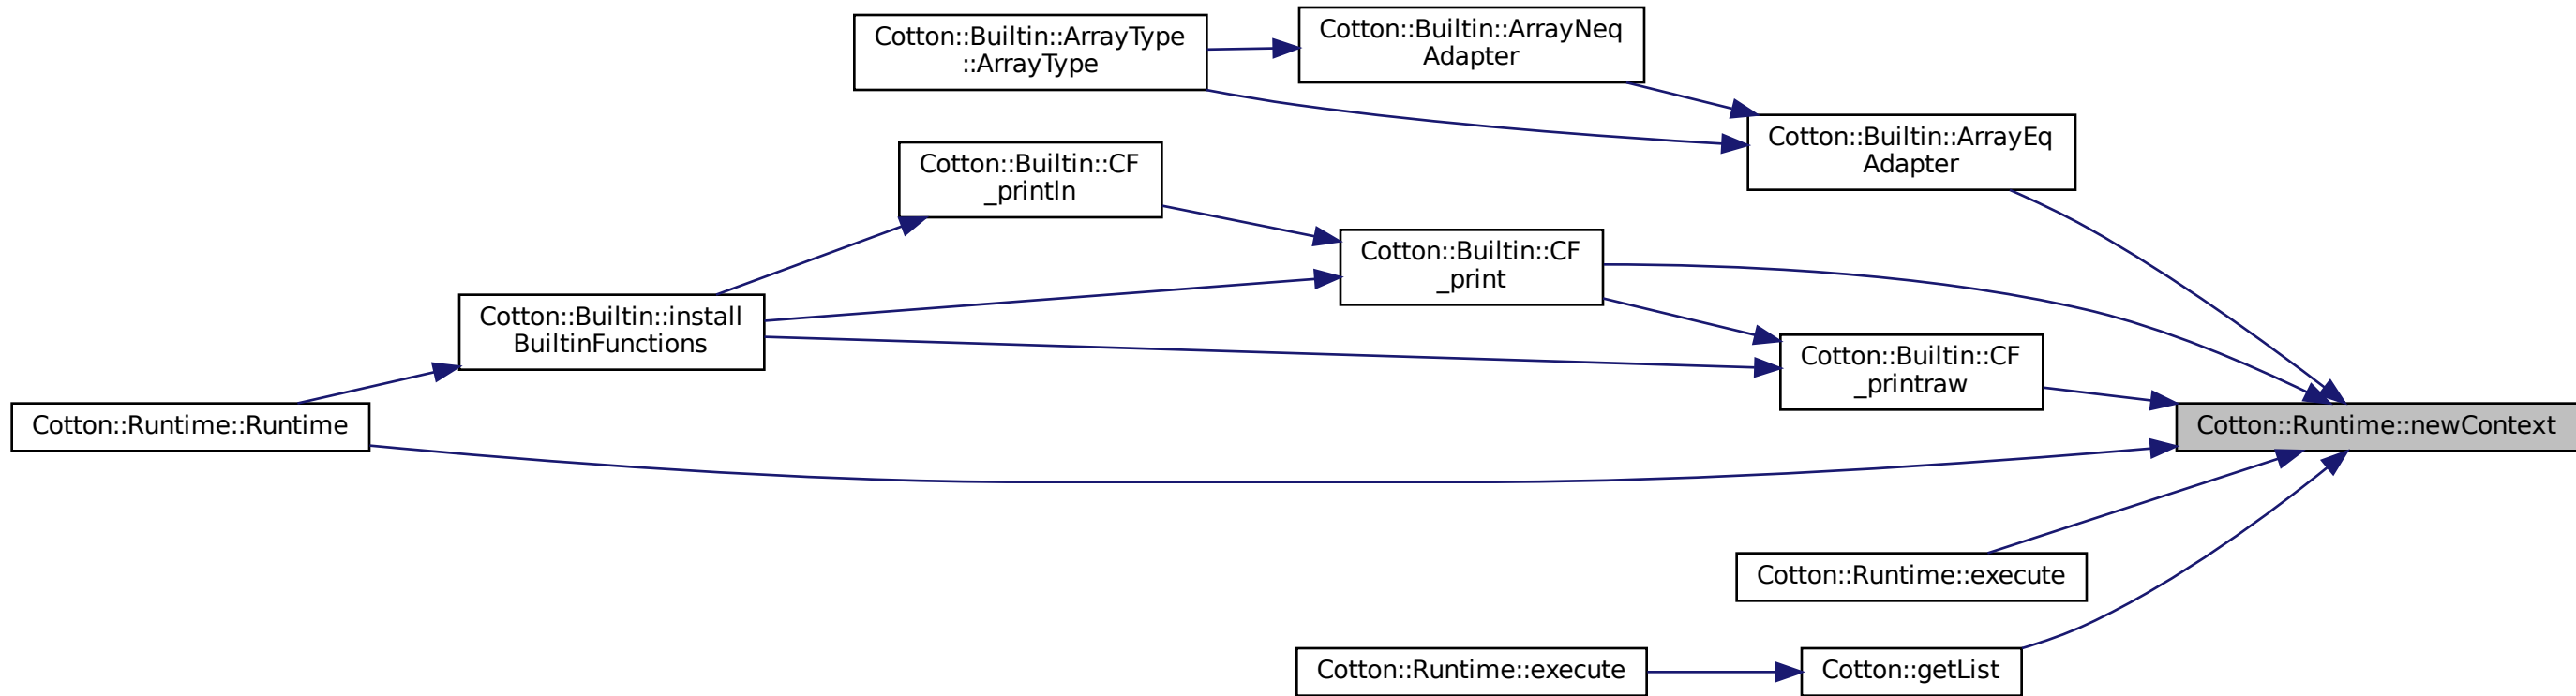 Cotton::Builtin::ArrayType
::ArrayType
Cotton::Builtin::ArrayNeq
Adapter
Cotton::Builtin::ArrayEq
Adapter
Cotton::Builtin::CF
_println
Cotton::Builtin::CF
_print
Cotton::Builtin::install
BuiltinFunctions
Cotton::Builtin::CF
_printraw
Cotton::Runtime::Runtime
Cotton::Runtime::newContext
Cotton::Runtime::execute
Cotton::Runtime::execute
Cotton::getList